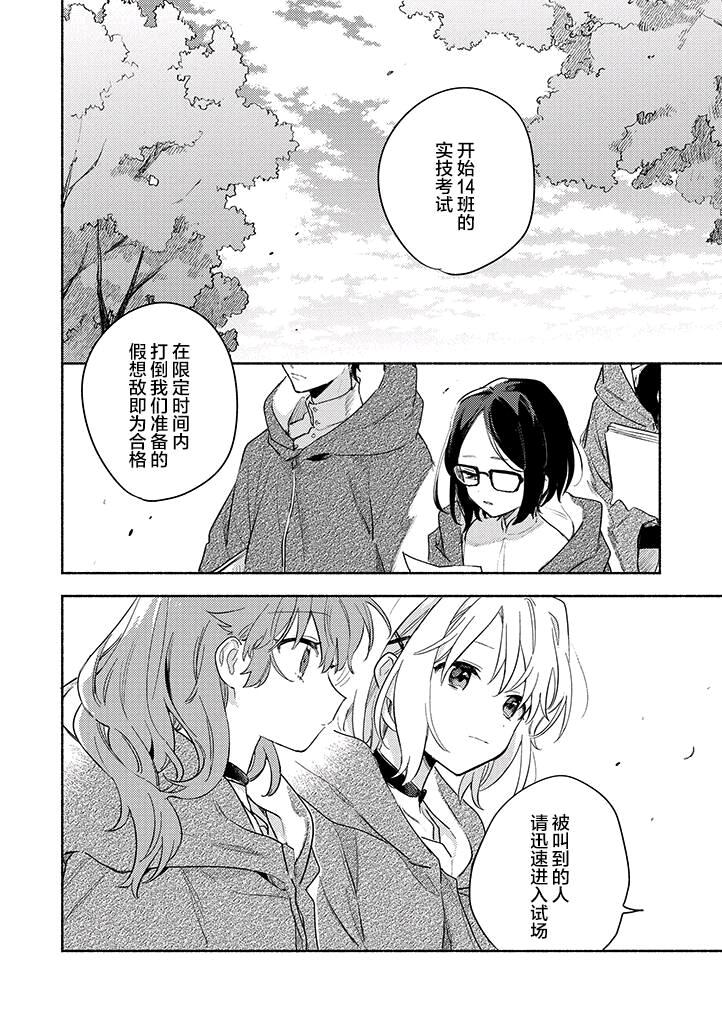 开始14班的
实技考试
在限定时间内
打倒我们准备的
假想敌即为合格
被叫到的人
请迅速进入试场